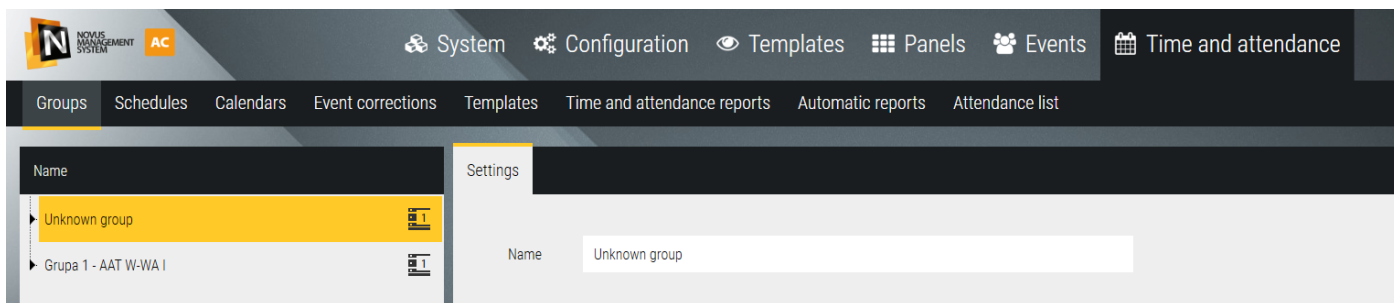 NOVUS
MANAGEMENT
SYSTEM
AC
System Configuration Templates Panels Events Time and attendance
Groups Schedules Calendars Event corrections Templates Time and attendance reports Automatic reports Attendance list
Name
Settings
Unknown group 1
Name Unknown group
Grupa 1 - AAT W-WA I 1